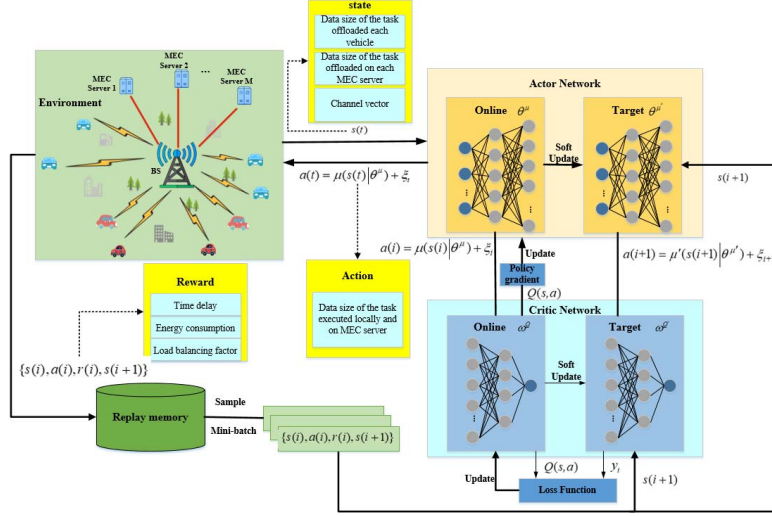 state
Data size of the task
offloaded each
vehicle
Data size of the task
offloaded on each
MEC server
Channel vector
s(t)
Environment
MEC
Server 1
MEC
Server 2
...
MEC
Server M
BS
a(t) = μ(s(t)|θ^μ) + ξ_t
Actor Network
Online θ^μ
Target θ^μ'
Soft
Update
s(i+1)
a(i) = μ(s(i)|θ^μ) + ξ_i
Update
Policy
gradient
Q(s,a)
a(i+1) = μ'(s(i+1)|θ^μ') + ξ_i+1
Reward
Time delay
Energy consumption
Load balancing factor
Action
Data size of the task
executed locally and
on MEC server
{s(i), a(i), r(i), s(i+1)}
Critic Network
Online ω^Q
Target ω^Q'
Soft
Update
Replay memory
Sample
Mini-batch
{s(i), a(i), r(i), s(i+1)}
Update
Q(s,a)
y_i
s(i+1)
Loss Function